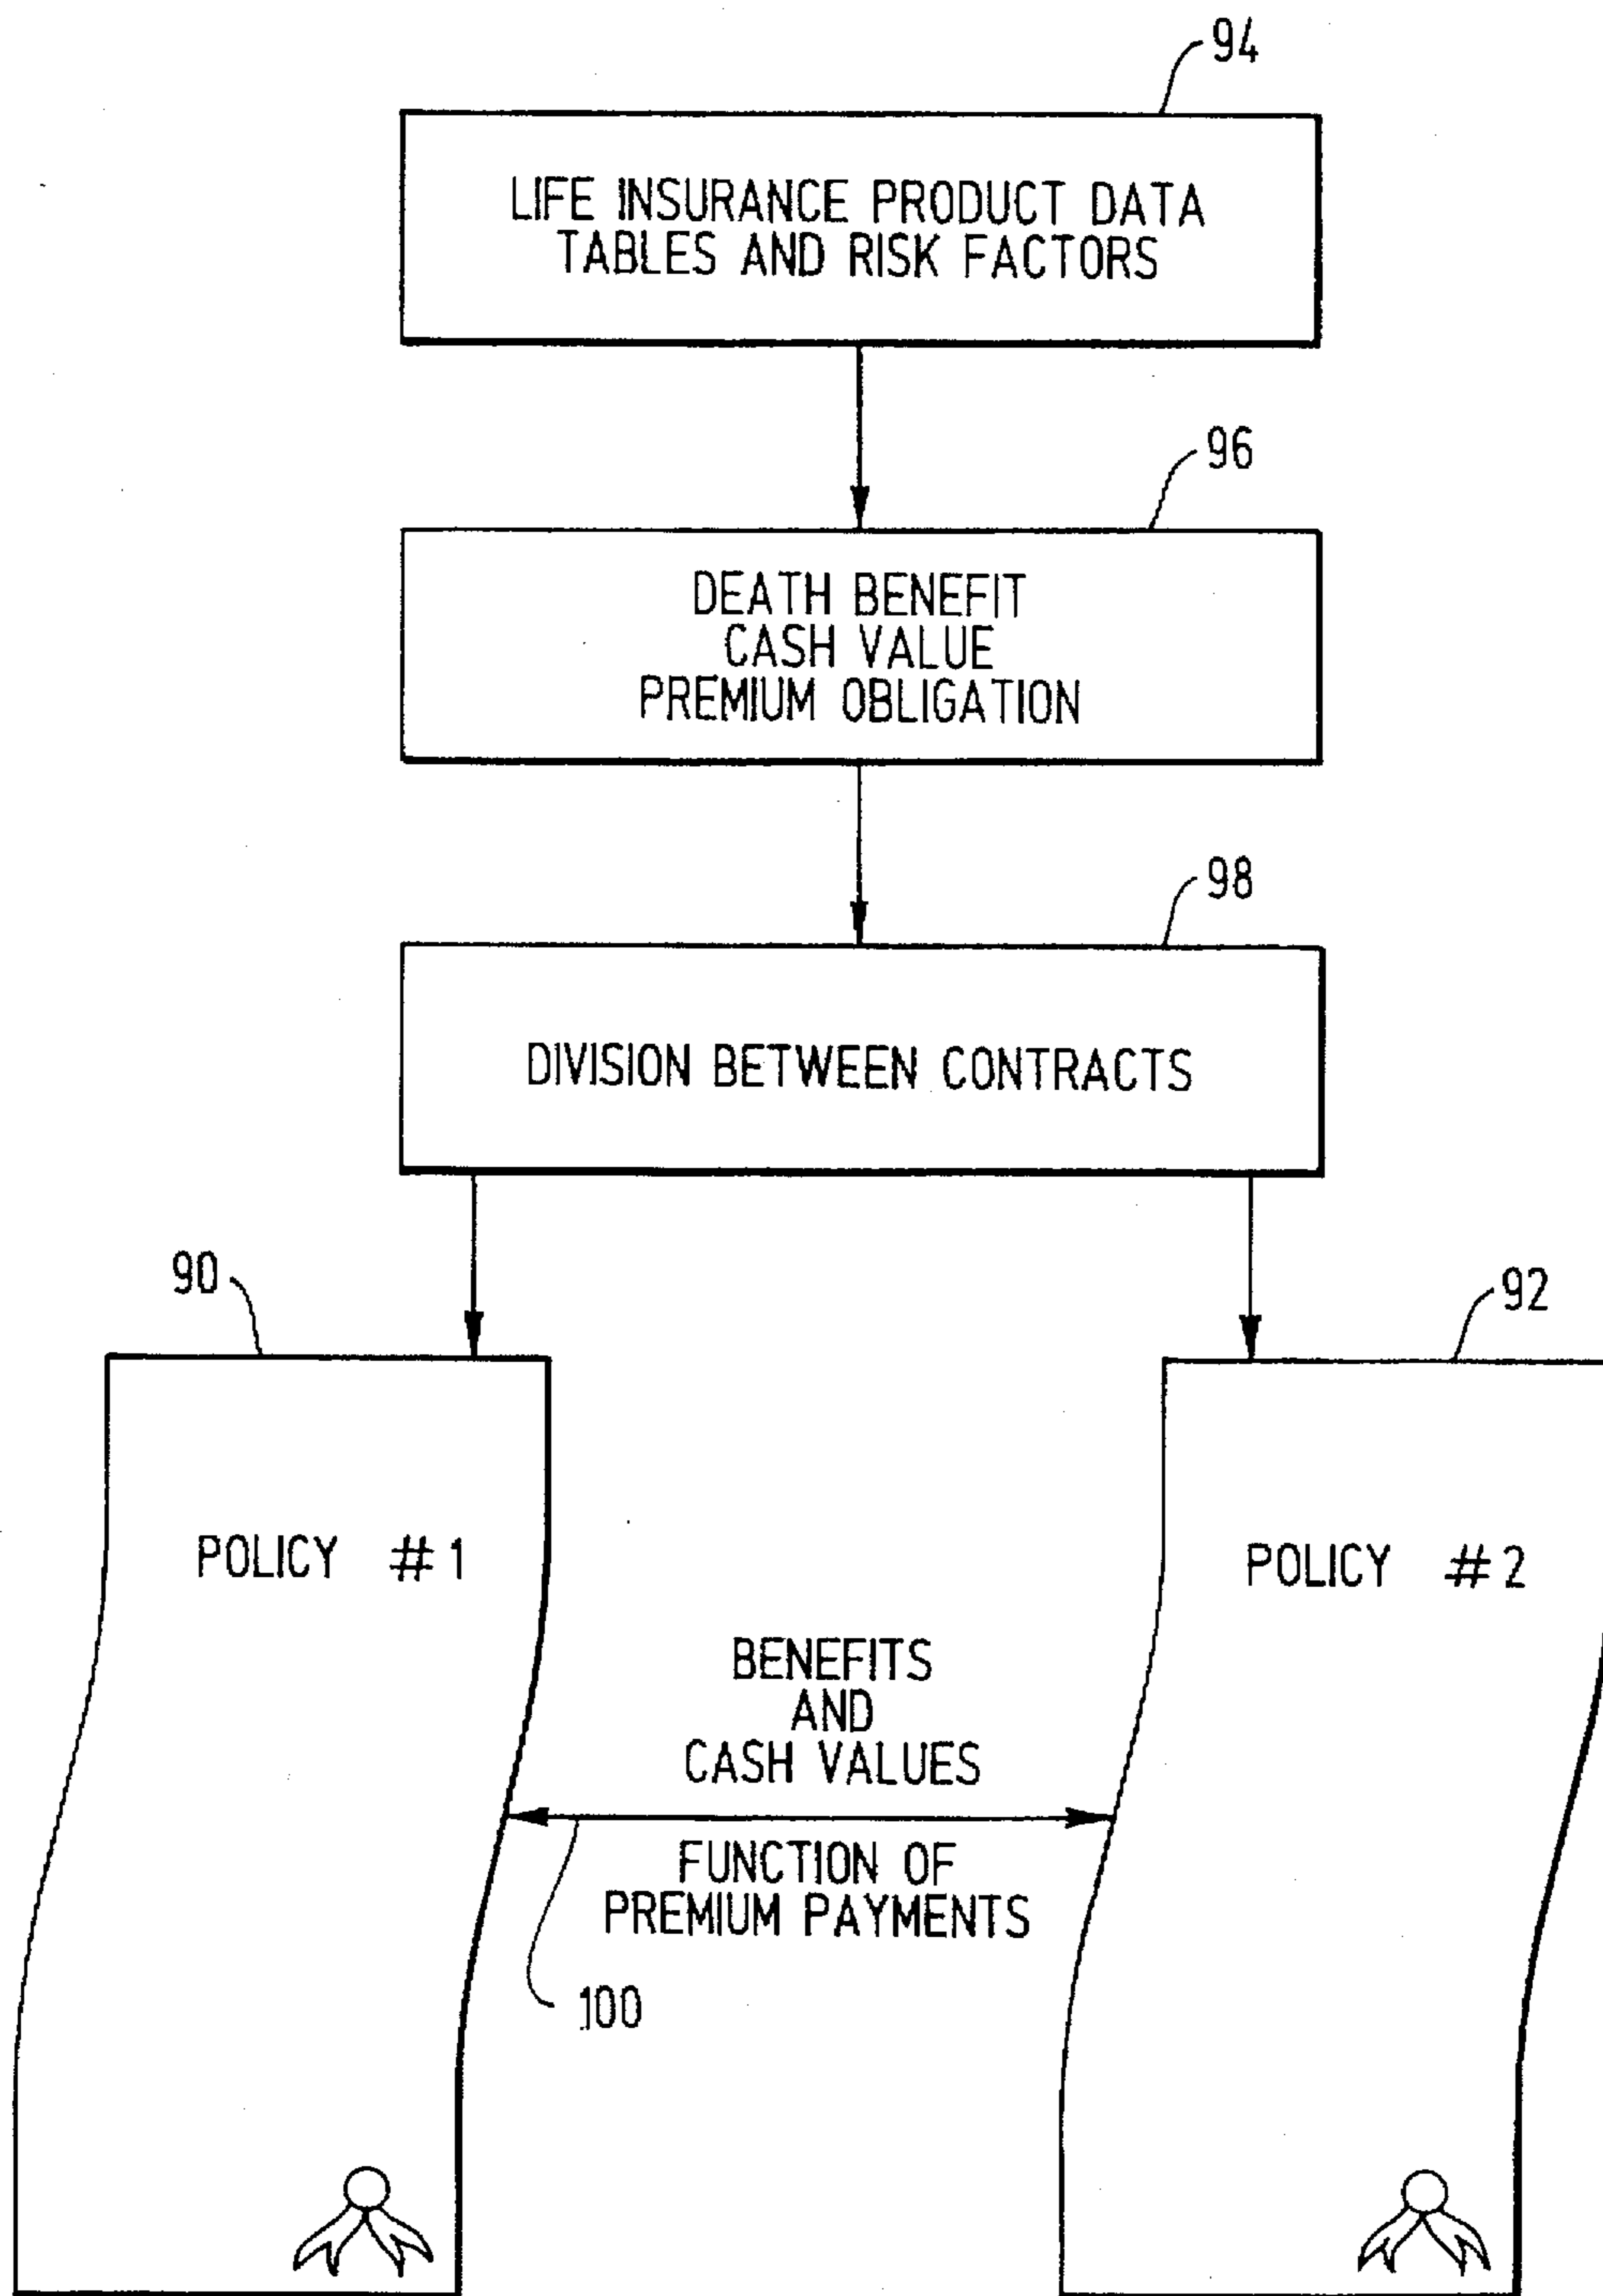 94
LIFE INSURANCE PRODUCT DATA
TABLES AND RISK FACTORS
96
DEATH BENEFIT
CASH VALUE
PREMIUM OBLIGATION
98
DIVISION BETWEEN CONTRACTS
90
92
POLICY #1
POLICY #2
BENEFITS
AND
CASH VALUES
FUNCTION OF
PREMIUM PAYMENTS
100